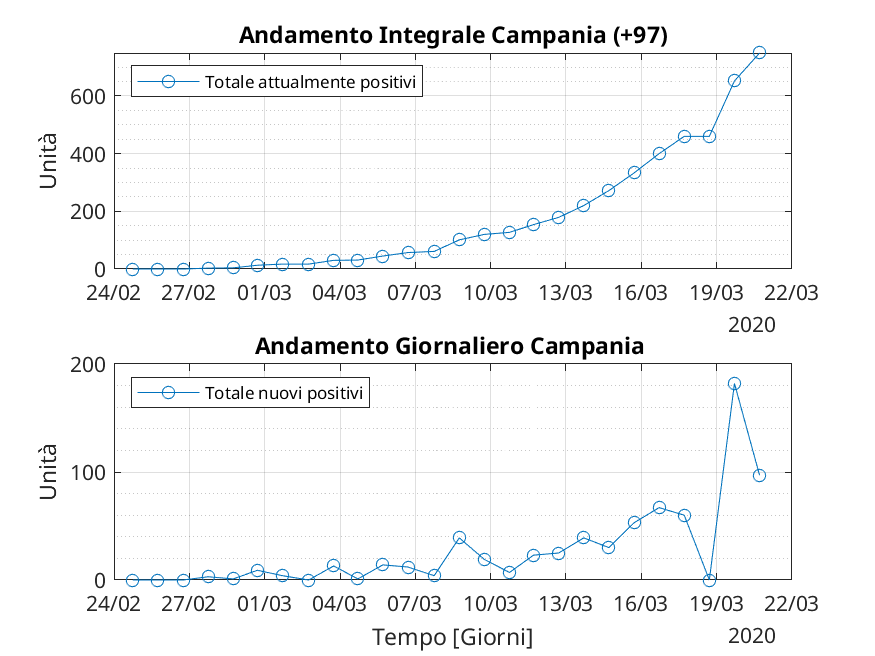 Andamento Integrale Campania (+97)
Totale attualmente positivi
Unità
600
400
200
0
24/02 27/02 01/03 04/03 07/03 10/03 13/03 16/03 19/03 22/03
2020
Andamento Giornaliero Campania
Totale nuovi positivi
Unità
200
100
0
24/02 27/02 01/03 04/03 07/03 10/03 13/03 16/03 19/03 22/03
Tempo [Giorni]
2020